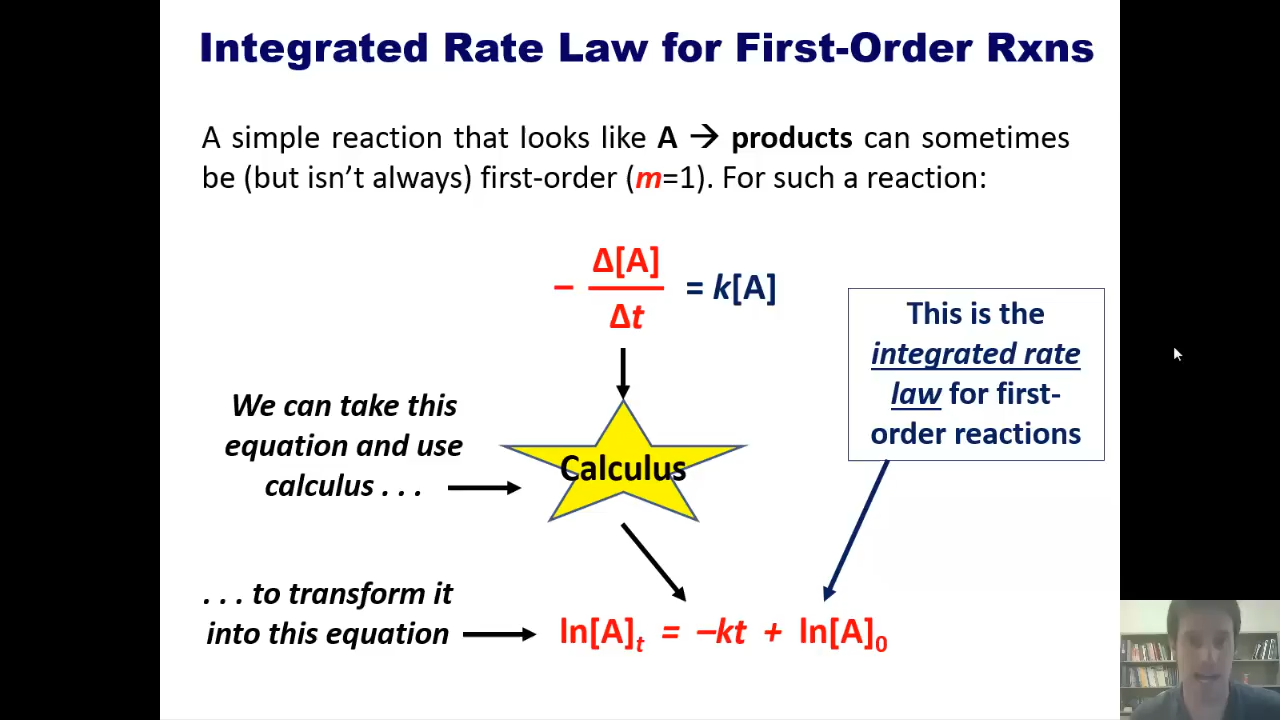 Integrated Rate Law for First-Order Rxns
A simple reaction that looks like A → products can sometimes
be (but isn't always) first-order (m=1). For such a reaction:
− Δ[A]/Δt = k[A]
This is the
integrated rate
law for first-
order reactions
We can take this
equation and use
calculus . . .
Calculus
. . . to transform it
into this equation
ln[A]t = −kt + ln[A]0